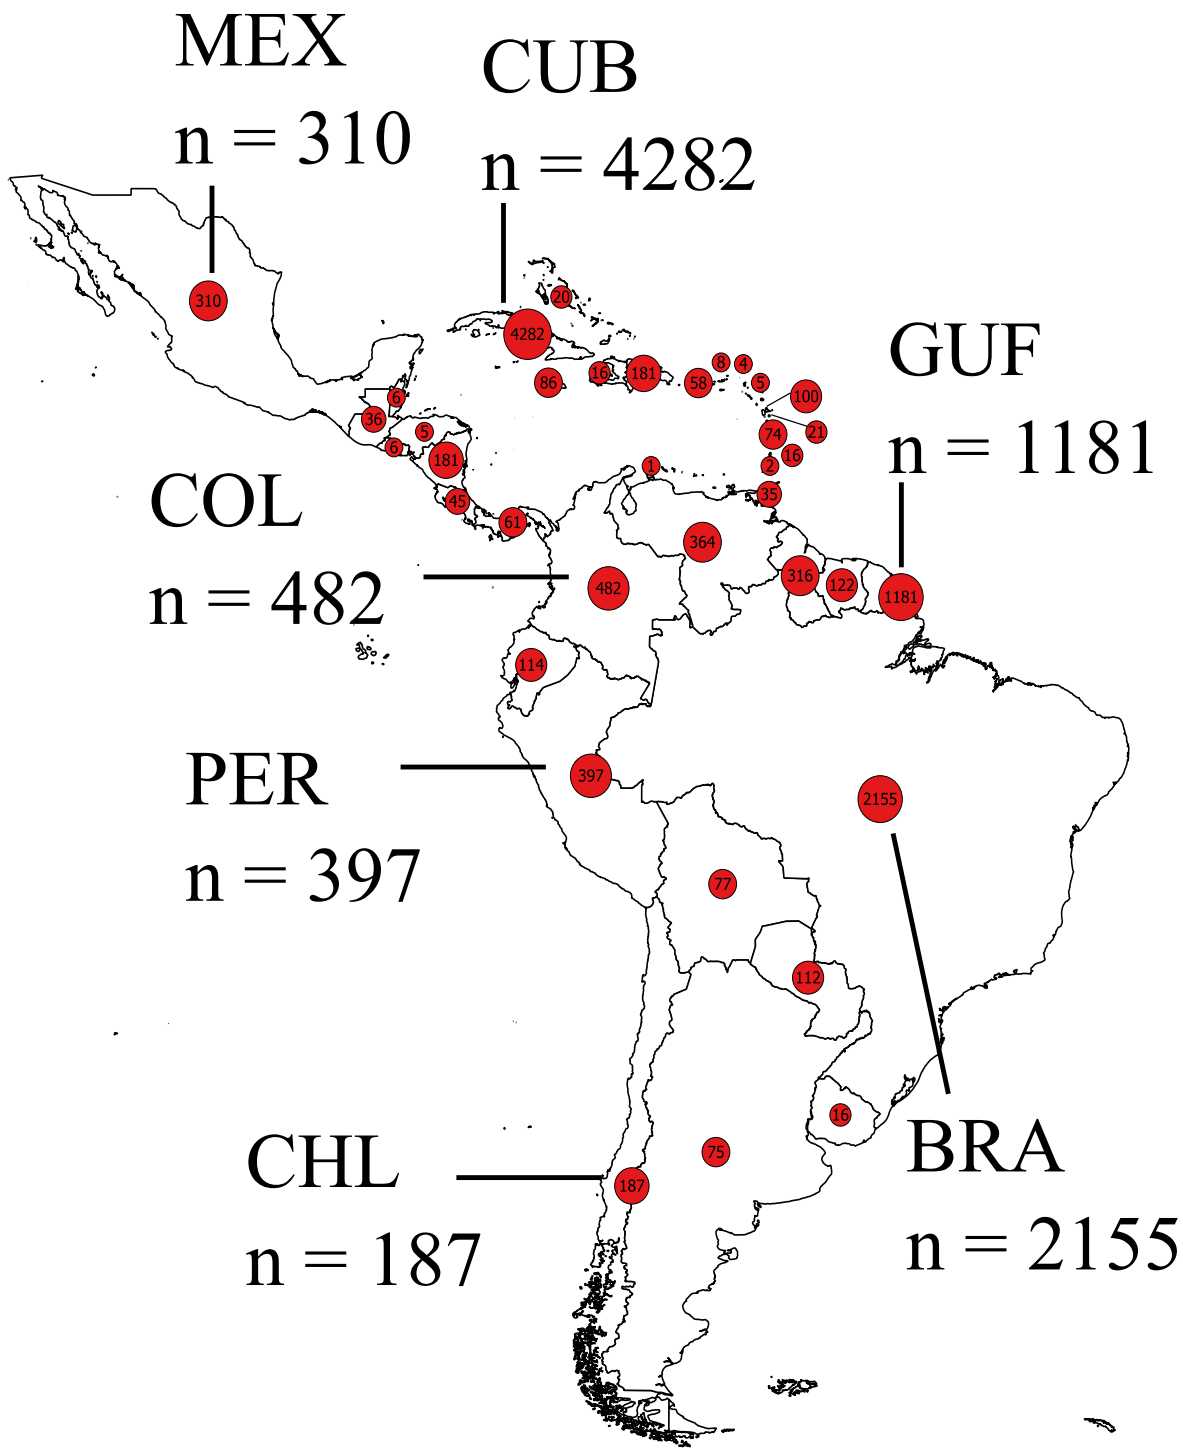 MEX
n = 310
CUB
n = 4282
GUF
n = 1181
COL
n = 482
PER
n = 397
CHL
n = 187
BRA
n = 2155
310
20
4282
86
16
181
58
8
4
5
100
21
74
16
2
35
1
6
36
5
6
181
45
61
364
482
316
122
1181
114
397
2155
77
112
16
75
187